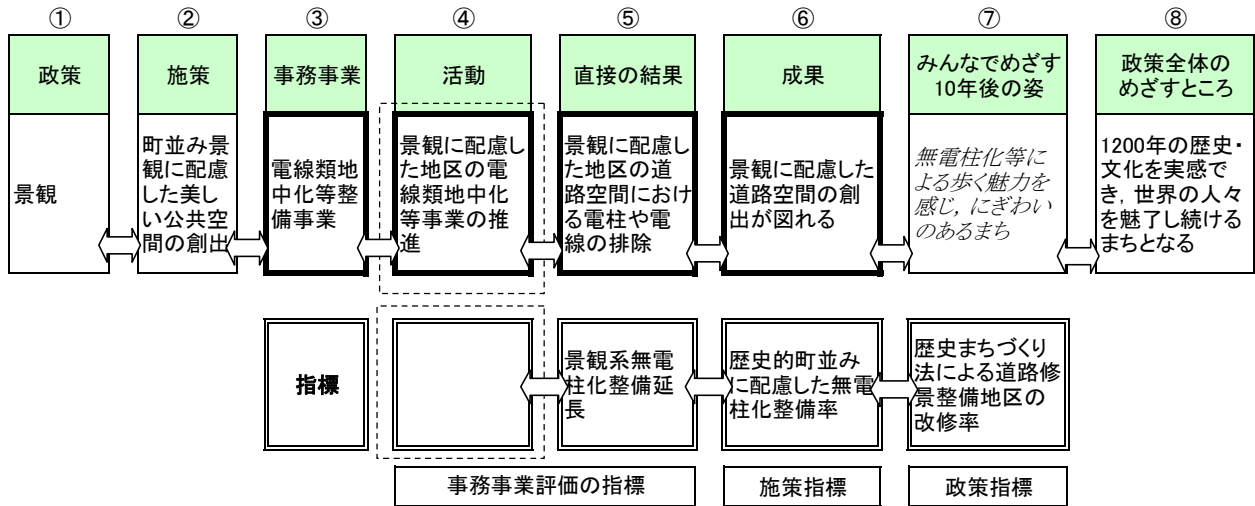 ① ② ③ ④ ⑤ ⑥ ⑦ ⑧
政策
施策
事務事業
活動
直接の結果
成果
みんなでめざす
10年後の姿
政策全体の
めざすところ
景観
町並み景
観に配慮
した美し
い公共空
間の創出
電線類地
中化等整
備事業
景観に配慮し
た地区の電
線類地中化
等事業の推
進
景観に配慮し
た地区の道
路空間におけ
る電柱や電
線の排除
景観に配慮した
道路空間の創
出が図れる
無電柱化等に
よる歩く魅力を
感じ，にぎわい
のあるまち
1200年の歴史・
文化を実感で
き，世界の人々
を魅了し続ける
まちとなる
指標
景観系無電
柱化整備延
長
歴史的町並み
に配慮した無電
柱化整備率
歴史まちづくり
法による道路修
景整備地区の
改修率
事務事業評価の指標
施策指標
政策指標